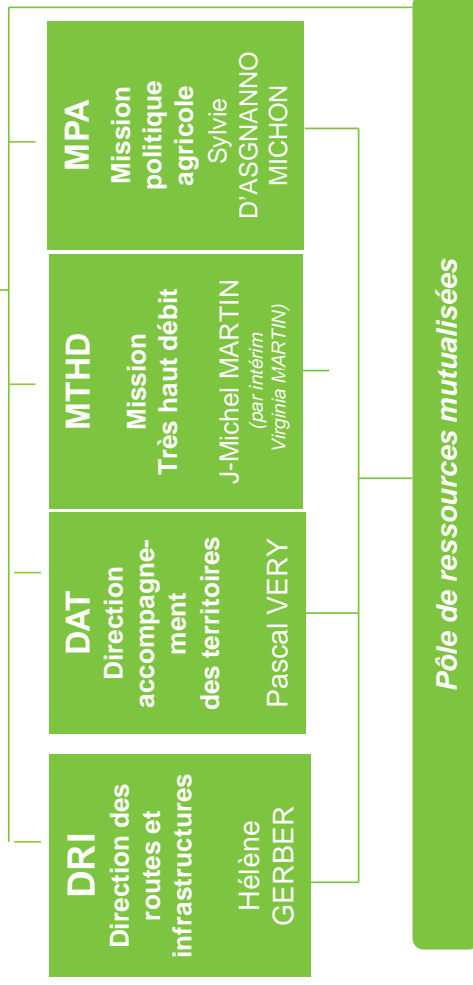 DRI
Direction des
routes et
infrastructures
Hélène
GERBER
DAT
Direction
accompagne-
ment
des territoires
Pascal VERY
MTHD
Mission
Très haut débit
J-Michel MARTIN
(par intérim
Virginia MARTIN)
MPA
Mission
politique
agricole
Sylvie
D’ASGNANNO
MICHON
Pôle de ressources mutualisées